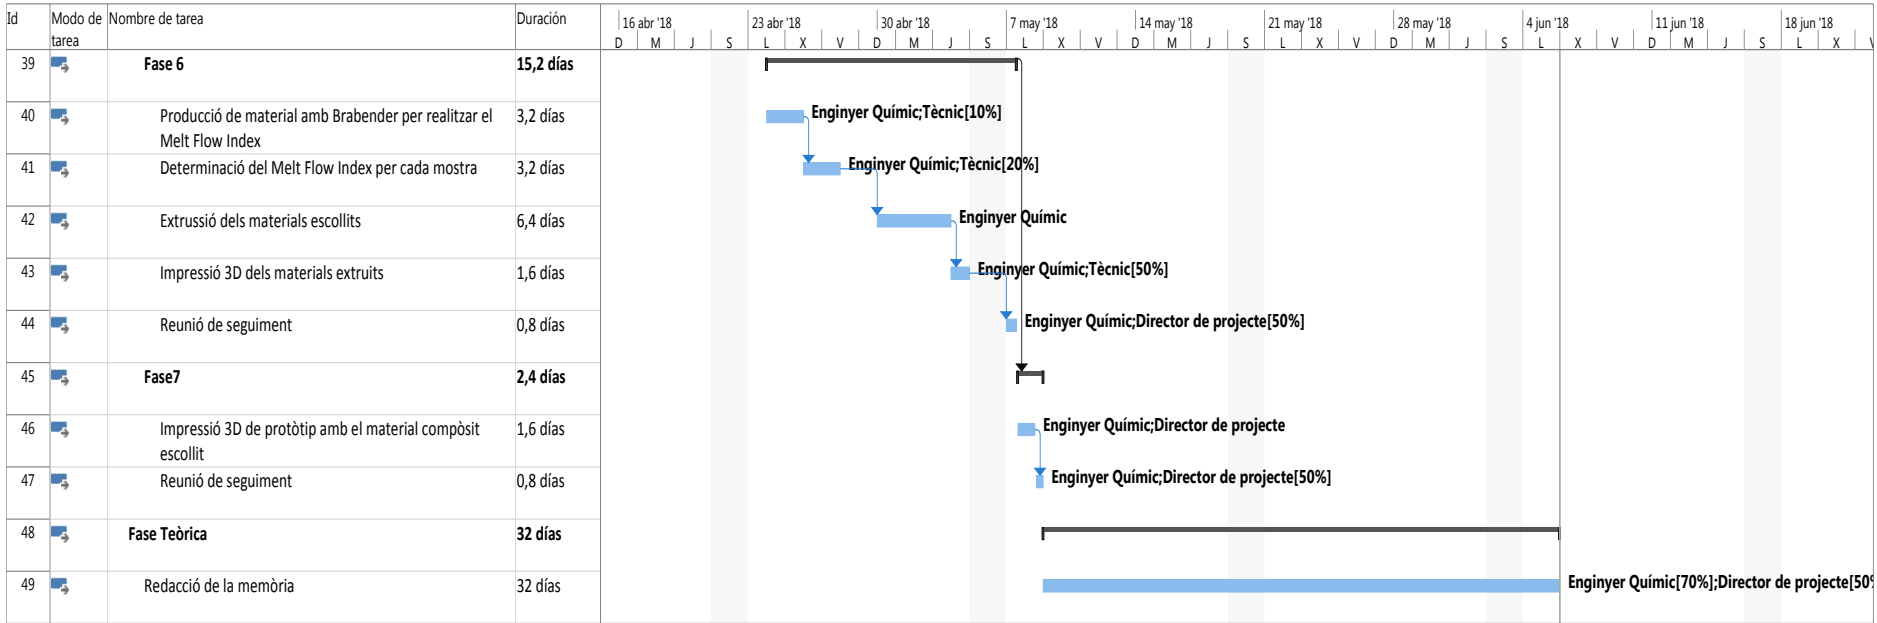 Id Modo de tarea Nombre de tarea Duración
16 abr '18 23 abr '18 30 abr '18 7 may '18 14 may '18 21 may '18 28 may '18 4 jun '18 11 jun '18 18 jun '18
D M J S L X V D M J S L X V D M J S L X V D M J S L X V D M J S L X V
39 Fase 6 15,2 días
40 Producció de material amb Brabender per realitzar el 3,2 días Enginyer Químic;Tècnic[10%]
Melt Flow Index
41 Determinació del Melt Flow Index per cada mostra 3,2 días Enginyer Químic;Tècnic[20%]
42 Extrussió dels materials escollits 6,4 días Enginyer Químic
43 Impressió 3D dels materials extruits 1,6 días Enginyer Químic;Tècnic[50%]
44 Reunió de seguiment 0,8 días Enginyer Químic;Director de projecte[50%]
45 Fase7 2,4 días
46 Impressió 3D de protòtip amb el material compòsit 1,6 días Enginyer Químic;Director de projecte
escollit
47 Reunió de seguiment 0,8 días Enginyer Químic;Director de projecte[50%]
48 Fase Teòrica 32 días
49 Redacció de la memòria 32 días Enginyer Químic[70%];Director de projecte[50%